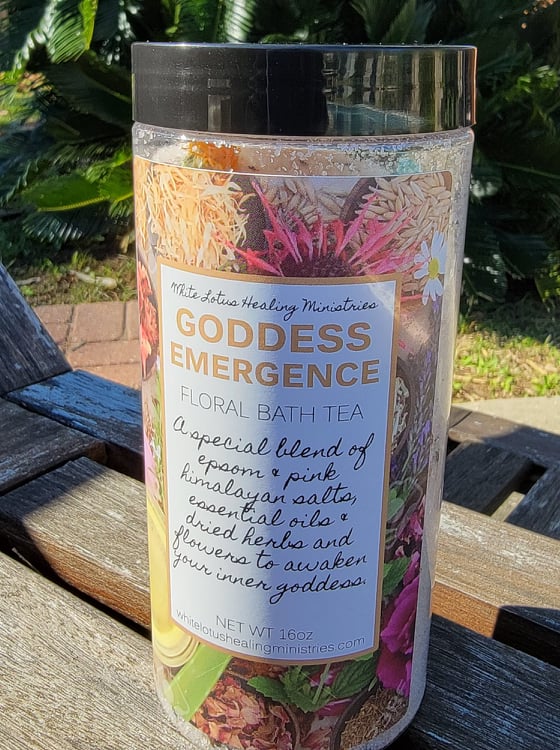 White Lotus Healing Ministries
GODDESS
EMERGENCE
FLORAL BATH TEA
A special blend of
epsom & pink
himalayan salts,
essential oils &
dried herbs and
flowers to awaken
your inner goddess.
NET WT 16oz
whitelotushealingministries.com